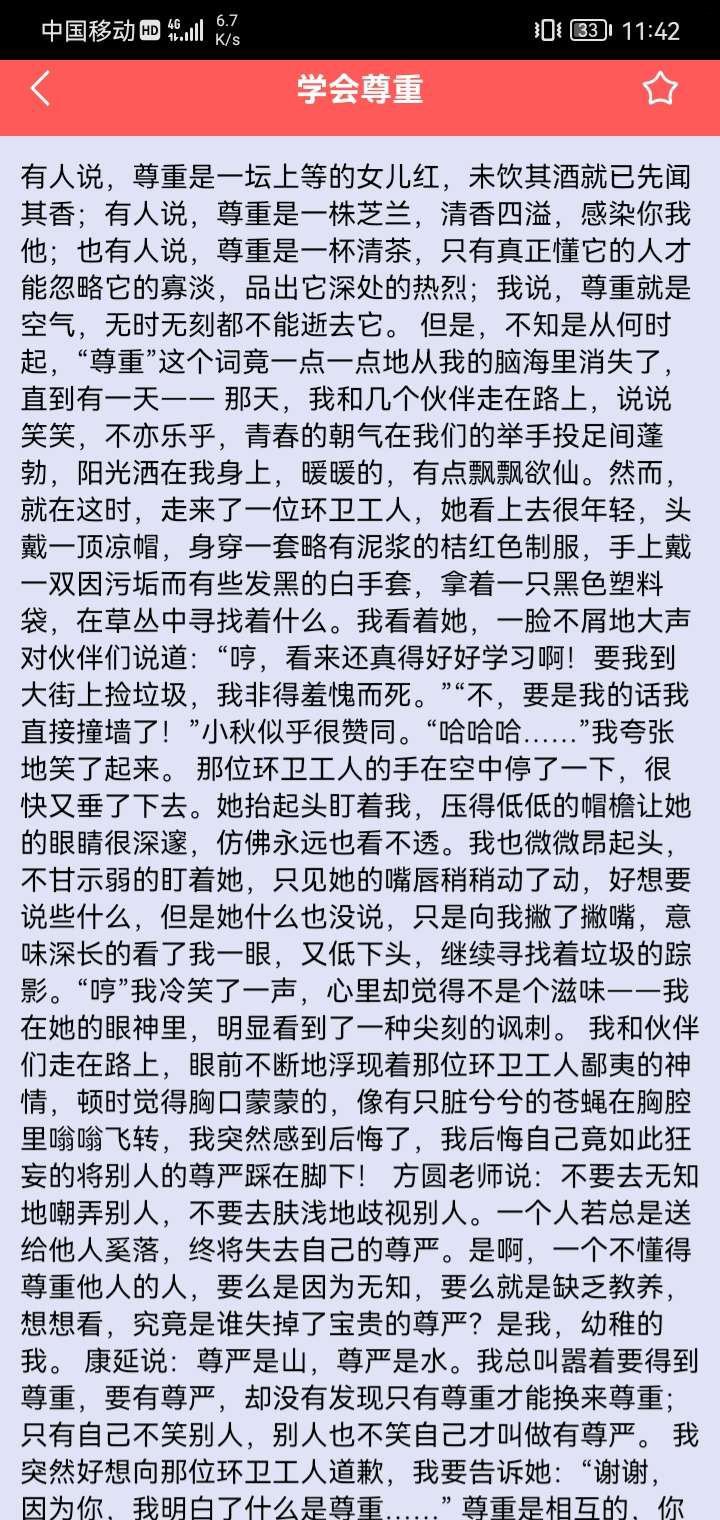 中国移动 HD 4G 6.7 K/s 33 11:42
学会尊重
有人说，尊重是一坛上等的女儿红，未饮其酒就已先闻
其香；有人说，尊重是一株芝兰，清香四溢，感染你我
他；也有人说，尊重是一杯清茶，只有真正懂它的人才
能忽略它的寡淡，品出它深处的热烈；我说，尊重就是
空气，无时无刻都不能逝去它。 但是，不知是从何时
起，“尊重”这个词竟一点一点地从我的脑海里消失了，
直到有一天—— 那天，我和几个伙伴走在路上，说说
笑笑，不亦乐乎，青春的朝气在我们的举手投足间蓬
勃，阳光洒在我身上，暖暖的，有点飘飘欲仙。然而，
就在这时，走来了一位环卫工人，她看上去很年轻，头
戴一顶凉帽，身穿一套略有泥浆的桔红色制服，手上戴
一双因污垢而有些发黑的白手套，拿着一只黑色塑料
袋，在草丛中寻找着什么。我看着她，一脸不屑地大声
对伙伴们说道：“哼，看来还真得好好学习啊！要我到
大街上捡垃圾，我非得羞愧而死。”“不，要是我的话我
直接撞墙了！”小秋似乎很赞同。“哈哈哈……”我夸张
地笑了起来。 那位环卫工人的手在空中停了一下，很
快又垂了下去。她抬起头盯着我，压得低低的帽檐让她
的眼睛很深邃，仿佛永远也看不透。我也微微昂起头，
不甘示弱的盯着她，只见她的嘴唇稍稍动了动，好想要
说些什么，但是她什么也没说，只是向我撇了撇嘴，意
味深长的看了我一眼，又低下头，继续寻找着垃圾的踪
影。“哼”我冷笑了一声，心里却觉得不是个滋味——我
在她的眼神里，明显看到了一种尖刻的讽刺。 我和伙伴
们走在路上，眼前不断地浮现着那位环卫工人鄙夷的神
情，顿时觉得胸口蒙蒙的，像有只脏兮兮的苍蝇在胸腔
里嗡嗡飞转，我突然感到后悔了，我后悔自己竟如此狂
妄的将别人的尊严踩在脚下！ 方圆老师说：不要去无知
地嘲弄别人，不要去肤浅地歧视别人。一个人若总是送
给他人奚落，终将失去自己的尊严。是啊，一个不懂得
尊重他人的人，要么是因为无知，要么就是缺乏教养，
想想看，究竟是谁失掉了宝贵的尊严？是我，幼稚的
我。 康延说：尊严是山，尊严是水。我总叫嚣着要得到
尊重，要有尊严，却没有发现只有尊重才能换来尊重；
只有自己不笑别人，别人也不笑自己才叫做有尊严。 我
突然好想向那位环卫工人道歉，我要告诉她：“谢谢，
因为你，我明白了什么是尊重……” 尊重是相互的，你